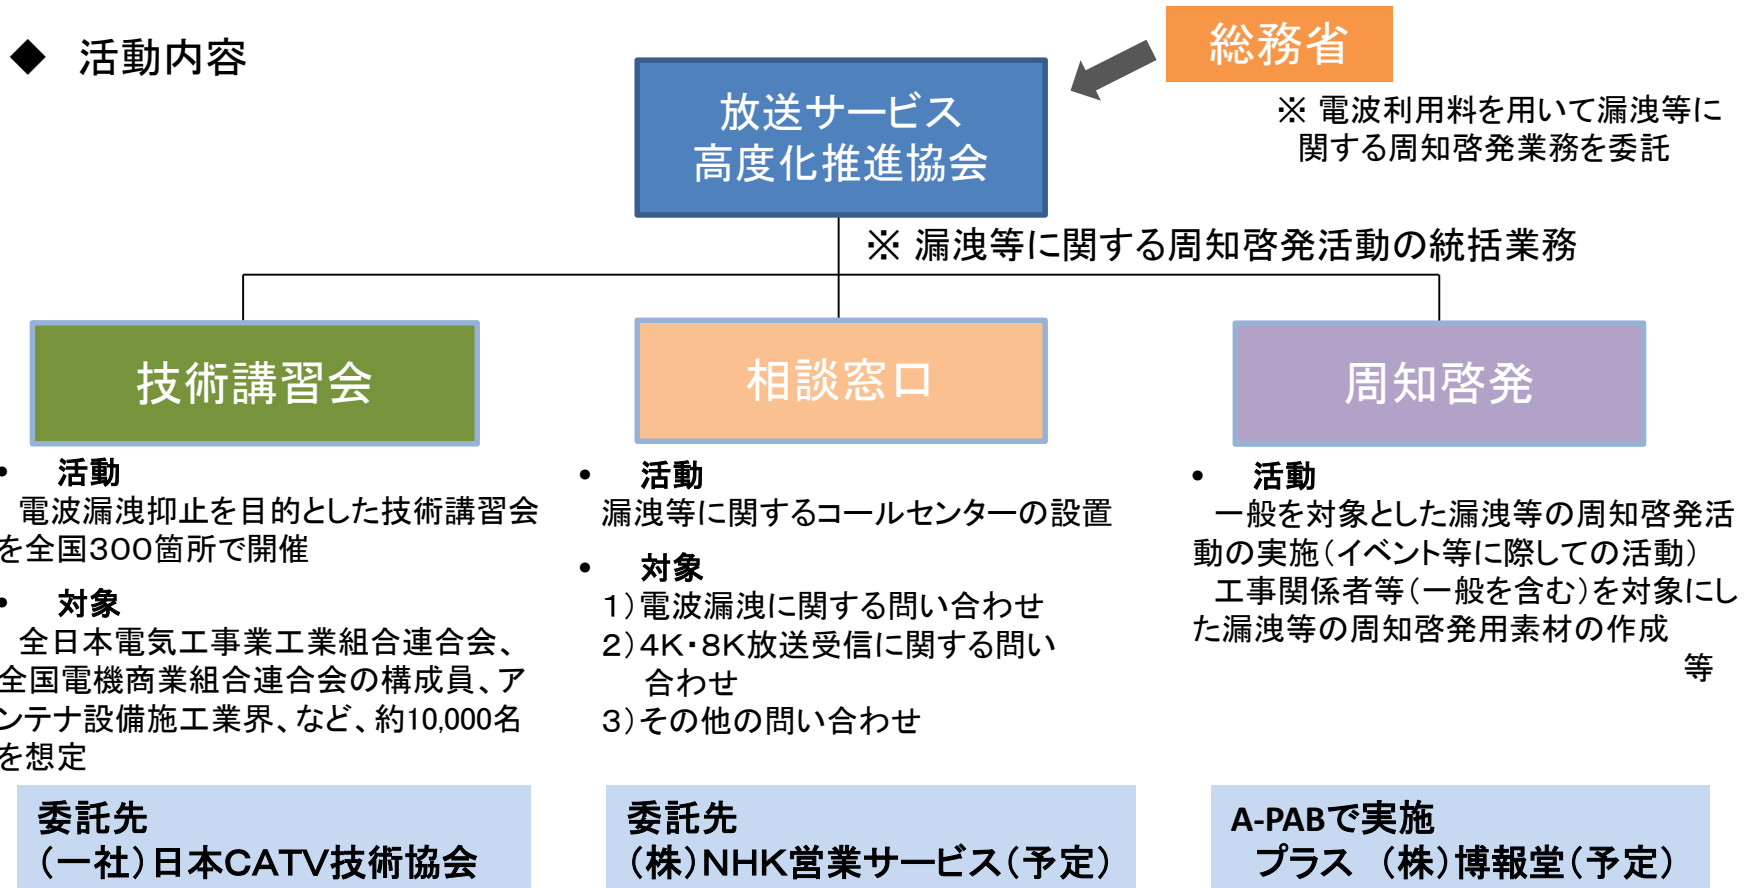 ◆ 活動内容
総務省
※ 電波利用料を用いて漏洩等に
関する周知啓発業務を委託
放送サービス
高度化推進協会
※ 漏洩等に関する周知啓発活動の統括業務
技術講習会
• 活動
電波漏洩抑止を目的とした技術講習会
を全国300箇所で開催
• 対象
全日本電気工事業工業組合連合会、
全国電機商業組合連合会の構成員、ア
ンテナ設備施工業界、など、約10,000名
を想定
委託先
(一社)日本CATV技術協会
相談窓口
• 活動
漏洩等に関するコールセンターの設置
• 対象
1)電波漏洩に関する問い合わせ
2)4K・8K放送受信に関する問い
合わせ
3)その他の問い合わせ
委託先
(株)NHK営業サービス(予定)
周知啓発
• 活動
一般を対象とした漏洩等の周知啓発活
動の実施(イベント等に際しての活動)
工事関係者等(一般を含む)を対象にし
た漏洩等の周知啓発用素材の作成
等
A-PABで実施
プラス (株)博報堂(予定)